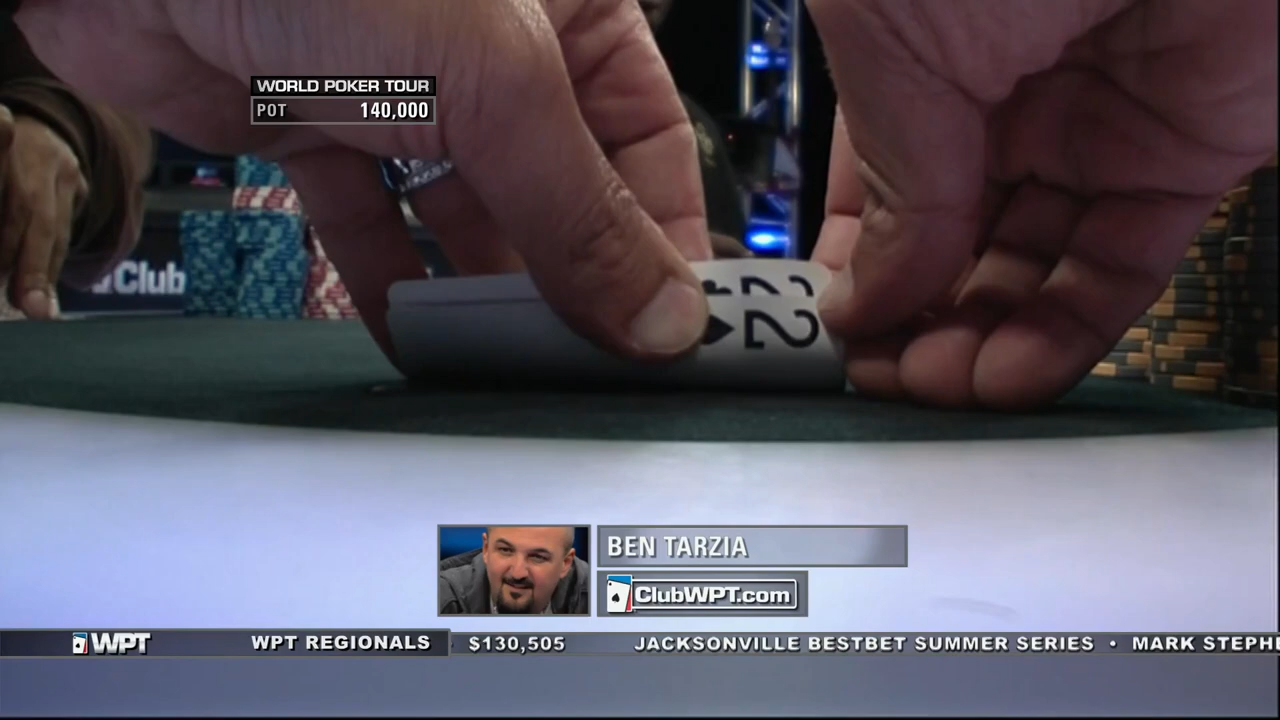 WORLD POKER TOUR
POT 140,000
Club
2
2
BEN TARZIA
ClubWPT.com
WPT WPT REGIONALS $130,505 JACKSONVILLE BESTBET SUMMER SERIES • MARK STEPH